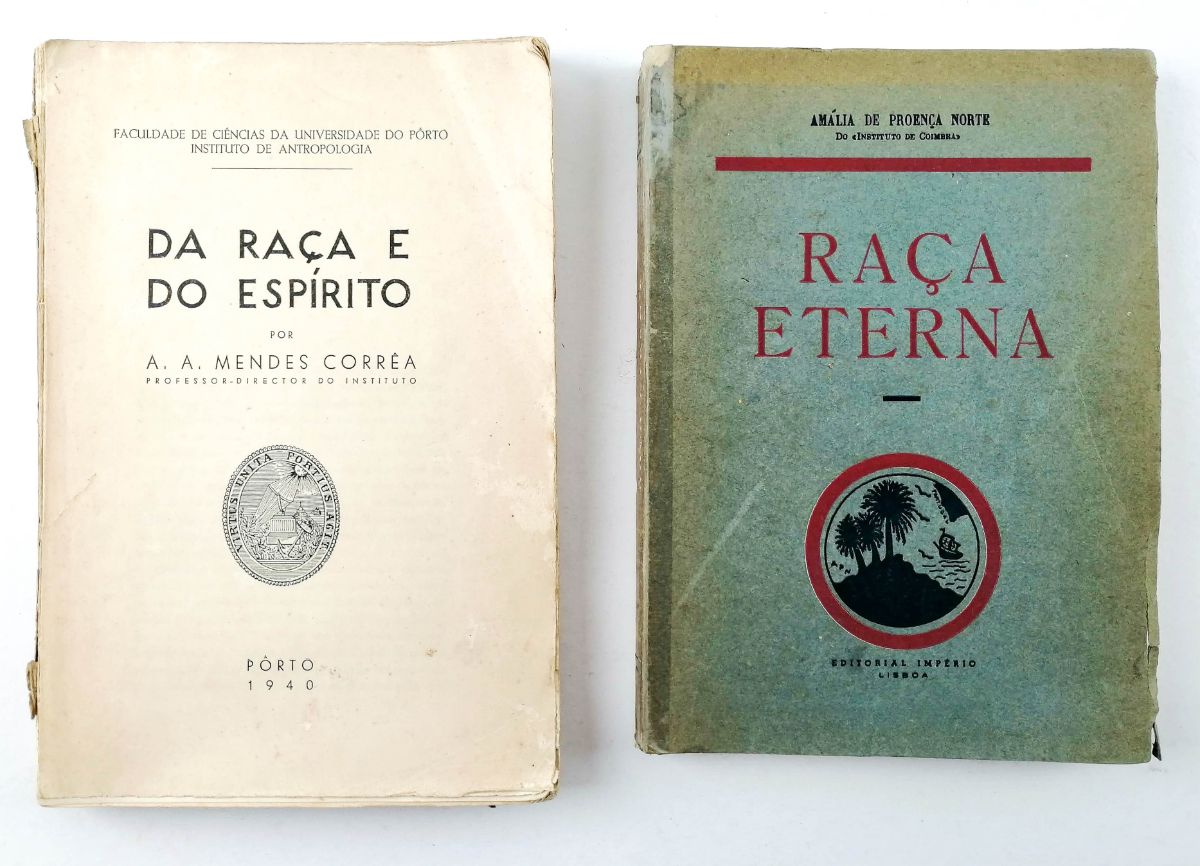 FACULDADE DE CIÊNCIAS DA UNIVERSIDADE DO PÔRTO
INSTITUTO DE ANTROPOLOGIA
DA RAÇA E
DO ESPÍRITO
POR
A. A. MENDES CORRÊA
PROFESSOR-DIRECTOR DO INSTITUTO
VIRTUS UNITA FORTIUS AGIT
PÔRTO
1940
AMÁLIA DE PROENÇA NORTE
DO «INSTITUTO DE COIMBRA»
RAÇA
ETERNA
APN
EDITORIAL IMPÉRIO
LISBOA